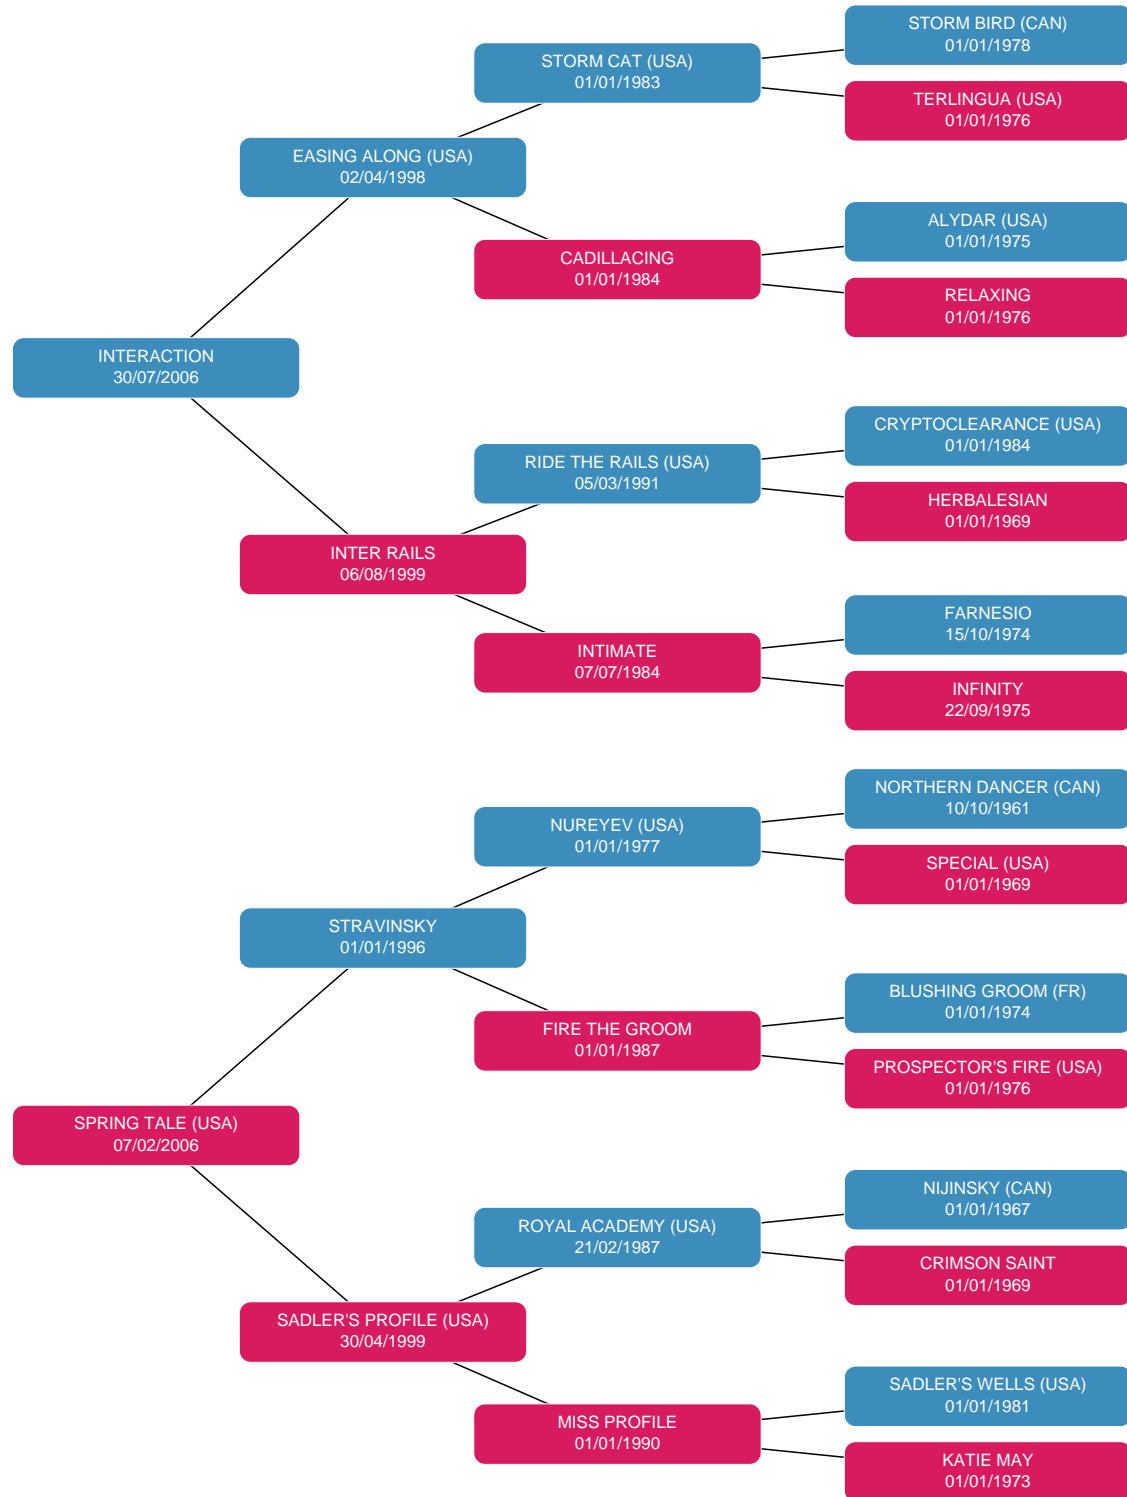 STORM BIRD (CAN)
01/01/1978
STORM CAT (USA)
01/01/1983
TERLINGUA (USA)
01/01/1976
EASING ALONG (USA)
02/04/1998
ALYDAR (USA)
01/01/1975
CADILLACING
01/01/1984
RELAXING
01/01/1976
INTERACTION
30/07/2006
CRYPTOCLEARANCE (USA)
01/01/1984
RIDE THE RAILS (USA)
05/03/1991
HERBALESIAN
01/01/1969
INTER RAILS
06/08/1999
FARNESIO
15/10/1974
INTIMATE
07/07/1984
INFINITY
22/09/1975
NORTHERN DANCER (CAN)
10/10/1961
NUREYEV (USA)
01/01/1977
SPECIAL (USA)
01/01/1969
STRAVINSKY
01/01/1996
BLUSHING GROOM (FR)
01/01/1974
FIRE THE GROOM
01/01/1987
PROSPECTOR'S FIRE (USA)
01/01/1976
SPRING TALE (USA)
07/02/2006
NIJINSKY (CAN)
01/01/1967
ROYAL ACADEMY (USA)
21/02/1987
CRIMSON SAINT
01/01/1969
SADLER'S PROFILE (USA)
30/04/1999
SADLER'S WELLS (USA)
01/01/1981
MISS PROFILE
01/01/1990
KATIE MAY
01/01/1973